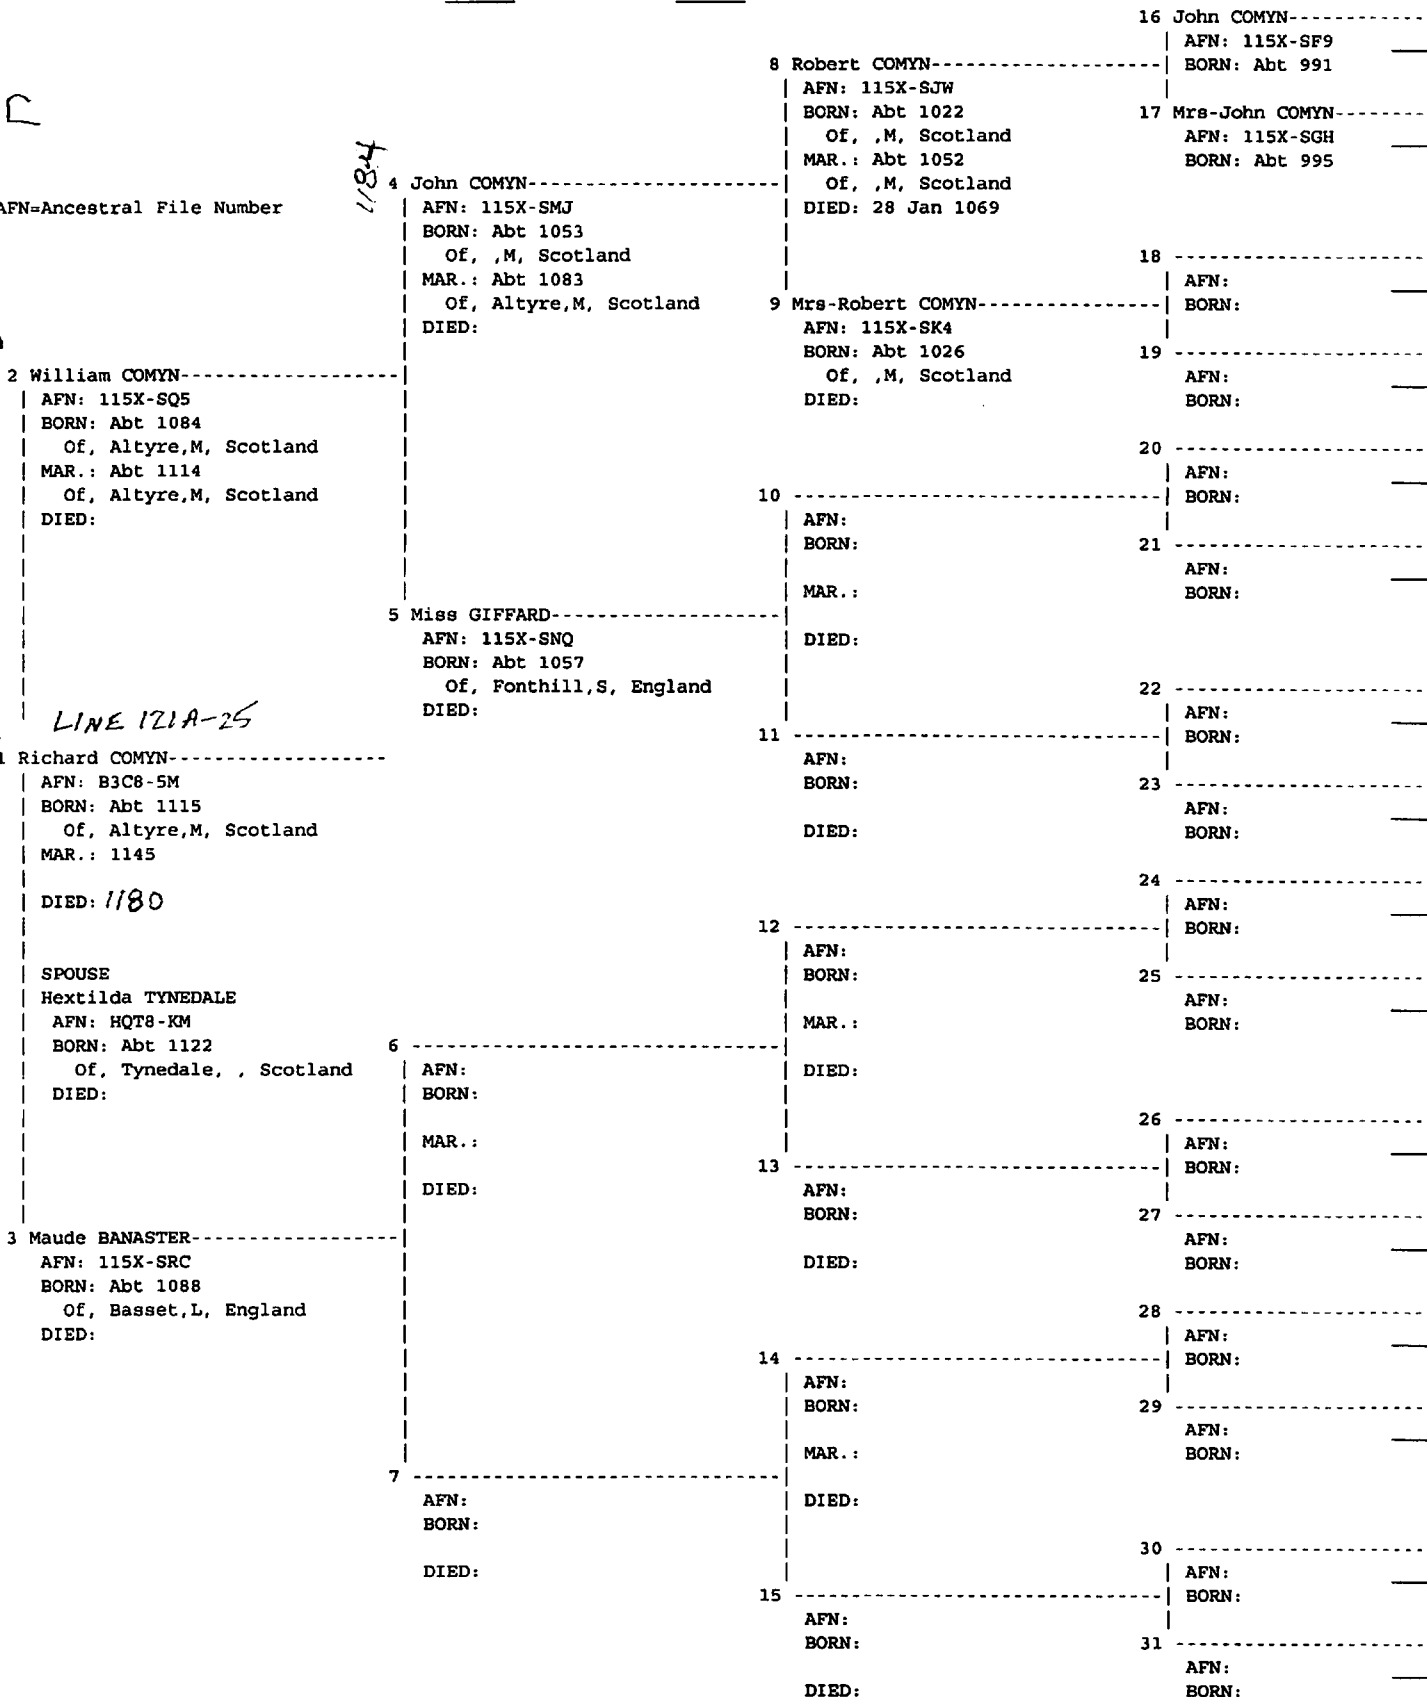 AFN=Ancestral File Number
1184
2 William COMYN
AFN: 115X-SQ5
BORN: Abt 1084
Of, Altyre,M, Scotland
MAR.: Abt 1114
Of, Altyre,M, Scotland
DIED:
LINE 121A-25
1 Richard COMYN
AFN: B3C8-5M
BORN: Abt 1115
Of, Altyre,M, Scotland
MAR.: 1145
DIED: 1180
SPOUSE
Hextilda TYNEDALE
AFN: HQT8-KM
BORN: Abt 1122
Of, Tynedale, , Scotland
DIED:
3 Maude BANASTER
AFN: 115X-SRC
BORN: Abt 1088
Of, Basset,L, England
DIED:
4 John COMYN
AFN: 115X-SMJ
BORN: Abt 1053
Of, ,M, Scotland
MAR.: Abt 1083
Of, Altyre,M, Scotland
DIED:
5 Miss GIFFARD
AFN: 115X-SNQ
BORN: Abt 1057
Of, Fonthill,S, England
DIED:
6
AFN:
BORN:
MAR.:
DIED:
7
AFN:
BORN:
DIED:
8 Robert COMYN
AFN: 115X-SJW
BORN: Abt 1022
Of, ,M, Scotland
MAR.: Abt 1052
Of, ,M, Scotland
DIED: 28 Jan 1069
9 Mrs-Robert COMYN
AFN: 115X-SK4
BORN: Abt 1026
Of, ,M, Scotland
DIED:
10
AFN:
BORN:
MAR.:
DIED:
11
AFN:
BORN:
DIED:
12
AFN:
BORN:
MAR.:
DIED:
13
AFN:
BORN:
DIED:
14
AFN:
BORN:
MAR.:
DIED:
15
AFN:
BORN:
DIED:
16 John COMYN
AFN: 115X-SF9
BORN: Abt 991
17 Mrs-John COMYN
AFN: 115X-SGH
BORN: Abt 995
18
AFN:
BORN:
19
AFN:
BORN:
20
AFN:
BORN:
21
AFN:
BORN:
22
AFN:
BORN:
23
AFN:
BORN:
24
AFN:
BORN:
25
AFN:
BORN:
26
AFN:
BORN:
27
AFN:
BORN:
28
AFN:
BORN:
29
AFN:
BORN:
30
AFN:
BORN:
31
AFN:
BORN: